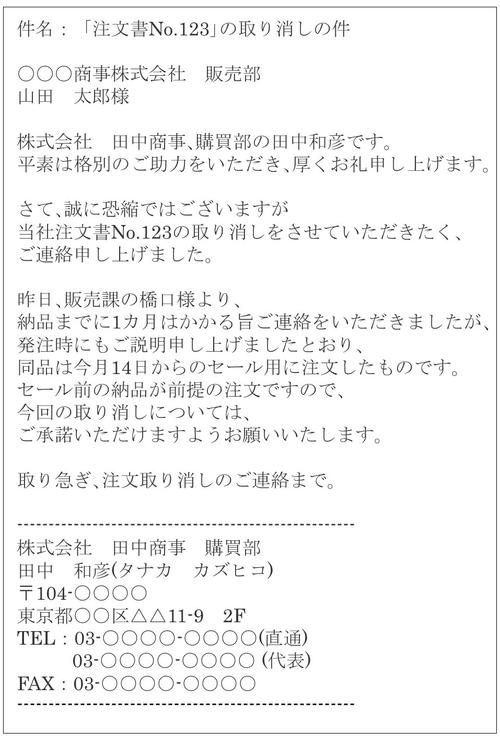 件名：「注文書No.123」の取り消しの件
○○○商事株式会社　販売部
山田　太郎様
株式会社　田中商事、購買部の田中和彦です。
平素は格別のご助力をいただき、厚くお礼申し上げます。
さて、誠に恐縮ではございますが
当社注文書No.123の取り消しをさせていただきたく、
ご連絡申し上げました。
昨日、販売課の橋口様より、
納品までに1カ月はかかる旨ご連絡をいただきましたが、
発注時にもご説明申し上げましたとおり、
同品は今月14日からのセール用に注文したものです。
セール前の納品が前提の注文ですので、
今回の取り消しについては、
ご承諾いただけますようお願いいたします。
取り急ぎ、注文取り消しのご連絡まで。
------------------------------------------------------
株式会社　田中商事　購買部
田中　和彦(タナカ　カズヒコ)
〒104-○○○○
東京都○○区△△11-9　2F
TEL：03-○○○○-○○○○(直通)
03-○○○○-○○○○ (代表)
FAX：03-○○○○-○○○○
------------------------------------------------------